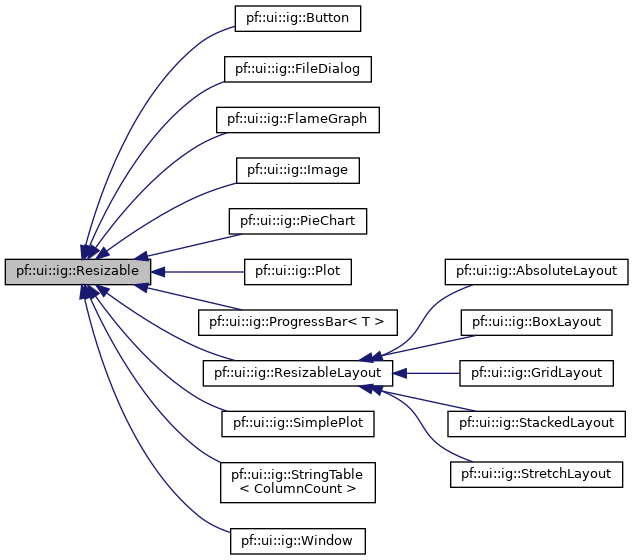 pf::ui::ig::Button
pf::ui::ig::FileDialog
pf::ui::ig::FlameGraph
pf::ui::ig::Image
pf::ui::ig::PieChart
pf::ui::ig::Resizable
pf::ui::ig::Plot
pf::ui::ig::AbsoluteLayout
pf::ui::ig::ProgressBar< T >
pf::ui::ig::BoxLayout
pf::ui::ig::ResizableLayout
pf::ui::ig::GridLayout
pf::ui::ig::SimplePlot
pf::ui::ig::StackedLayout
pf::ui::ig::StringTable
< ColumnCount >
pf::ui::ig::StretchLayout
pf::ui::ig::Window